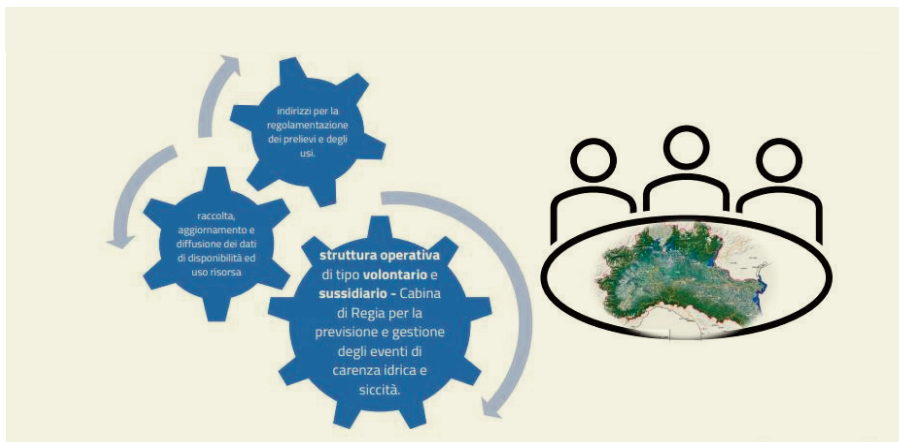 indirizzi per la
regolamentazione
dei prelievi e degli
usi.
raccolta,
aggiornamento e
diffusione dei dati
di disponibilità ed
uso risorsa
struttura operativa
di tipo volontario e
sussidiario - Cabina
di Regia per la
previsione e gestione
degli eventi di
carenza idrica e
siccità.